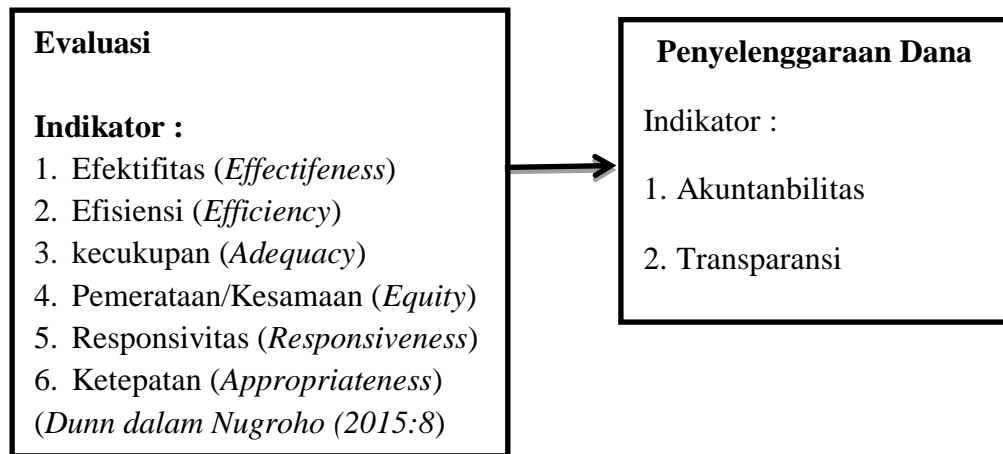 Evaluasi
Indikator :
1. Efektifitas (Effectifeness)
2. Efisiensi (Efficiency)
3. kecukupan (Adequacy)
4. Pemerataan/Kesamaan (Equity)
5. Responsivitas (Responsiveness)
6. Ketepatan (Appropriateness)
(Dunn dalam Nugroho (2015:8)
Penyelenggaraan Dana
Indikator :
1. Akuntanbilitas
2. Transparansi